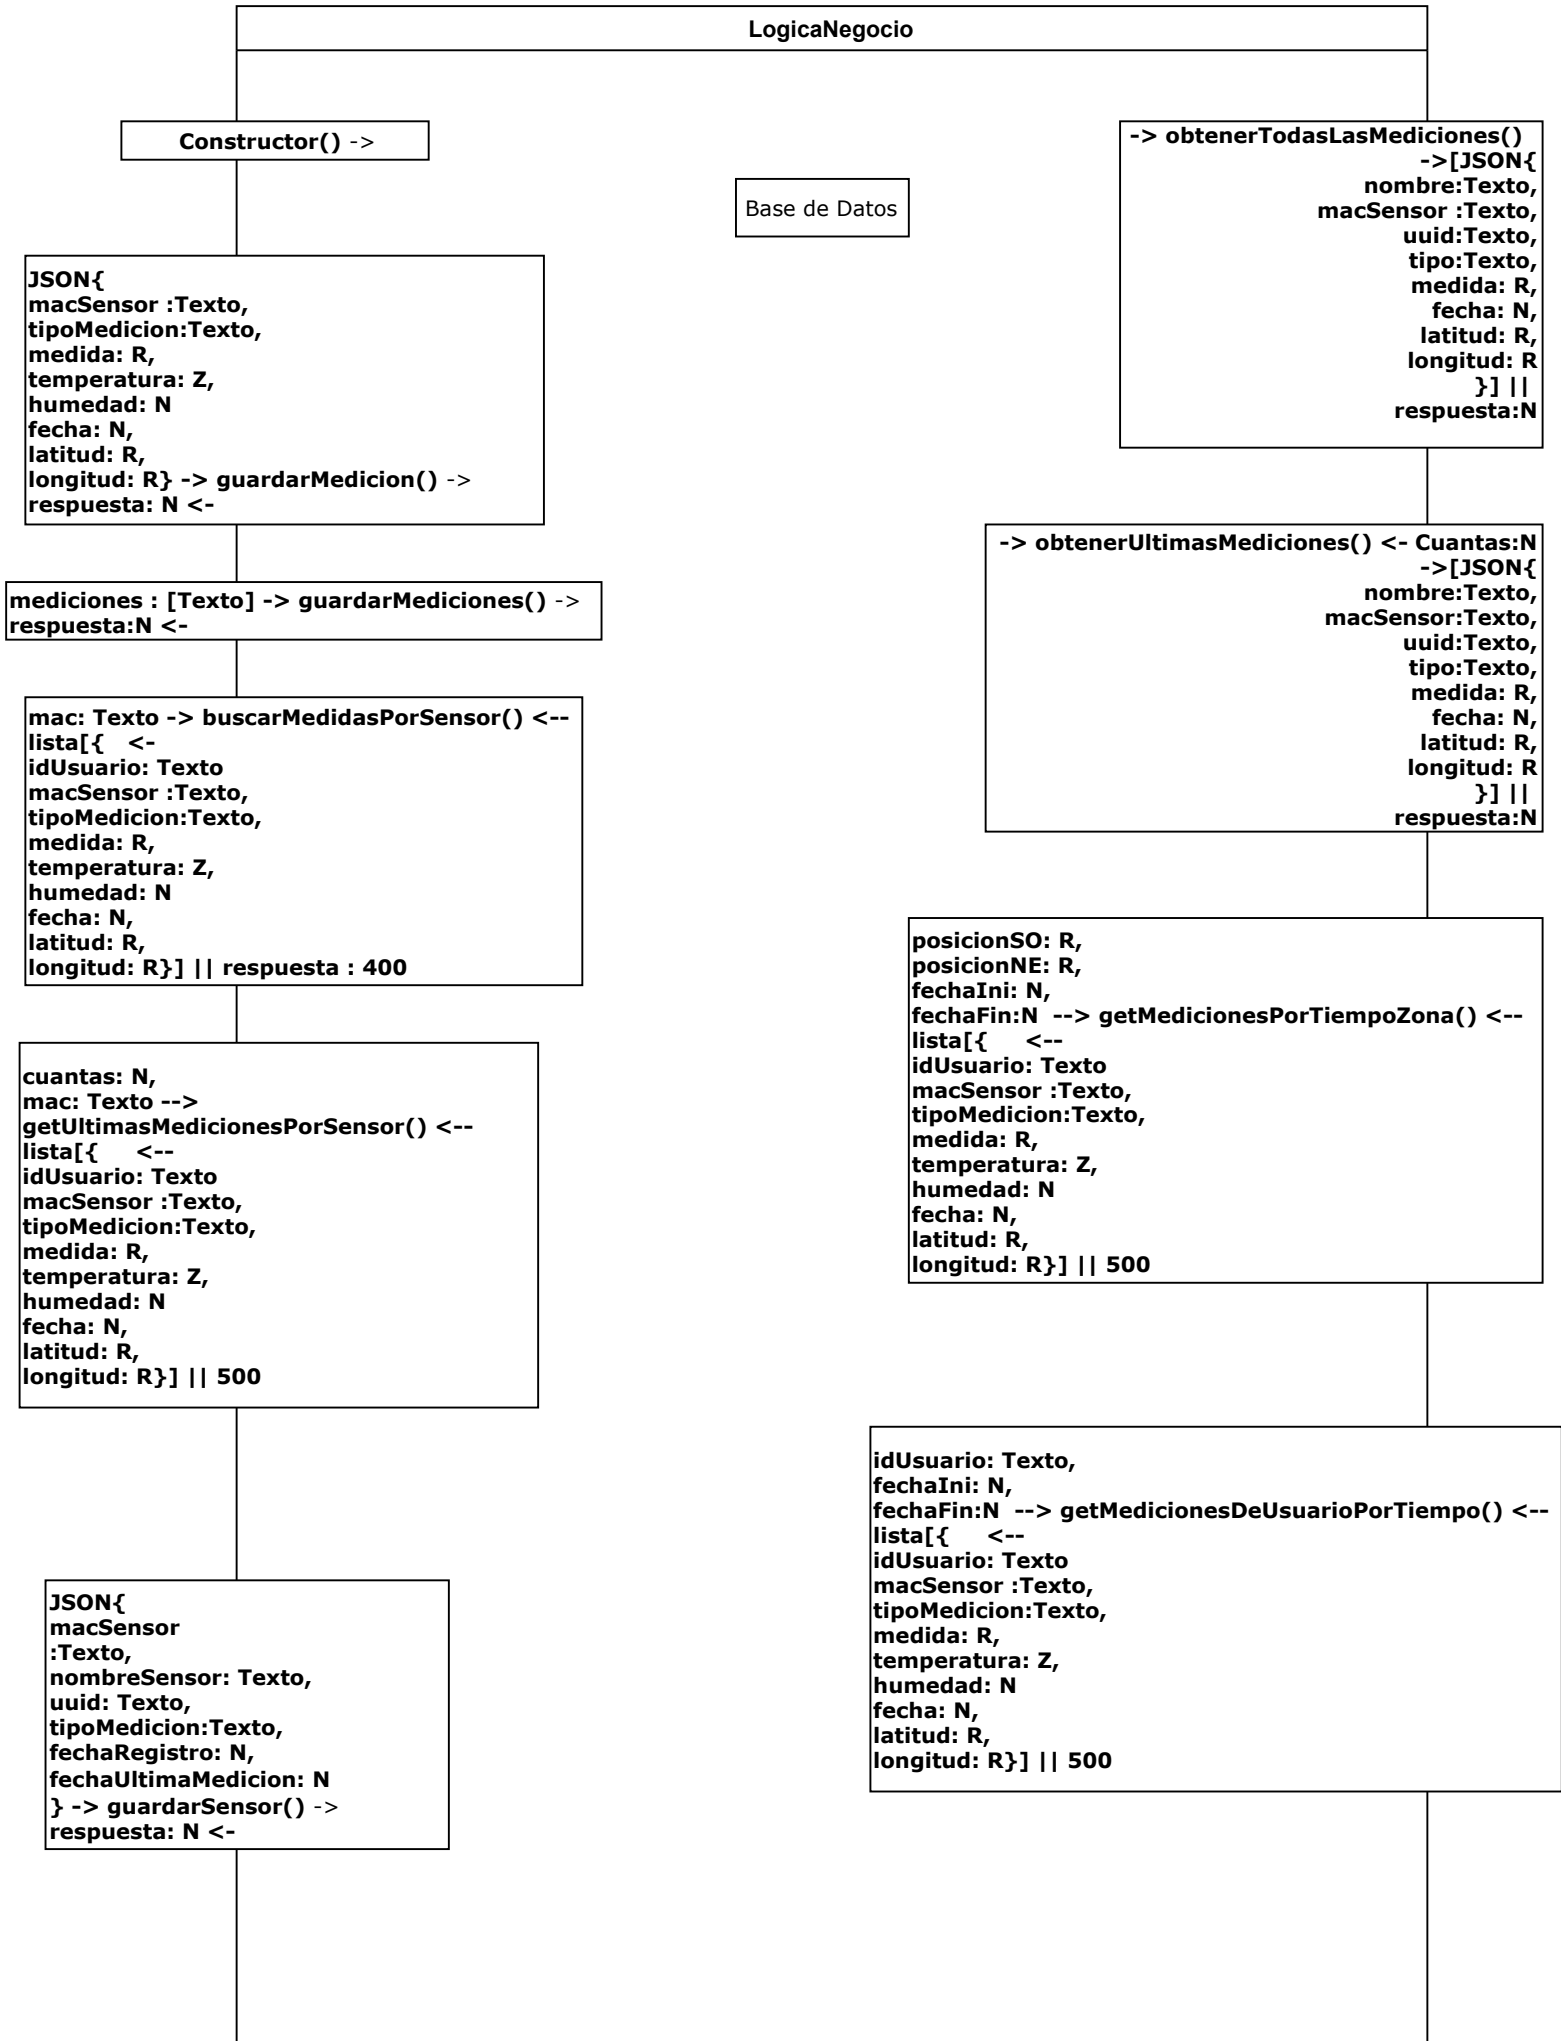 LogicaNegocio
Constructor() ->
Base de Datos
JSON{
macSensor :Texto,
tipoMedicion:Texto,
medida: R,
temperatura: Z,
humedad: N
fecha: N,
latitud: R,
longitud: R} -> guardarMedicion() ->
respuesta: N <-
mediciones : [Texto] -> guardarMediciones() ->
respuesta:N <-
mac: Texto -> buscarMedidasPorSensor() <--
lista[{   <-
idUsuario: Texto
macSensor :Texto,
tipoMedicion:Texto,
medida: R,
temperatura: Z,
humedad: N
fecha: N,
latitud: R,
longitud: R}] || respuesta : 400
cuantas: N,
mac: Texto -->
getUltimasMedicionesPorSensor() <--
lista[{     <--
idUsuario: Texto
macSensor :Texto,
tipoMedicion:Texto,
medida: R,
temperatura: Z,
humedad: N
fecha: N,
latitud: R,
longitud: R}] || 500
JSON{
macSensor
:Texto,
nombreSensor: Texto,
uuid: Texto,
tipoMedicion:Texto,
fechaRegistro: N,
fechaUltimaMedicion: N
} -> guardarSensor() ->
respuesta: N <-
-> obtenerTodasLasMediciones()
->[JSON{
nombre:Texto,
macSensor :Texto,
uuid:Texto,
tipo:Texto,
medida: R,
fecha: N,
latitud: R,
longitud: R
}] ||
respuesta:N
-> obtenerUltimasMediciones() <- Cuantas:N
->[JSON{
nombre:Texto,
macSensor:Texto,
uuid:Texto,
tipo:Texto,
medida: R,
fecha: N,
latitud: R,
longitud: R
}] ||
respuesta:N
posicionSO: R,
posicionNE: R,
fechaIni: N,
fechaFin:N  --> getMedicionesPorTiempoZona() <--
lista[{     <--
idUsuario: Texto
macSensor :Texto,
tipoMedicion:Texto,
medida: R,
temperatura: Z,
humedad: N
fecha: N,
latitud: R,
longitud: R}] || 500
idUsuario: Texto,
fechaIni: N,
fechaFin:N  --> getMedicionesDeUsuarioPorTiempo() <--
lista[{     <--
idUsuario: Texto
macSensor :Texto,
tipoMedicion:Texto,
medida: R,
temperatura: Z,
humedad: N
fecha: N,
latitud: R,
longitud: R}] || 500